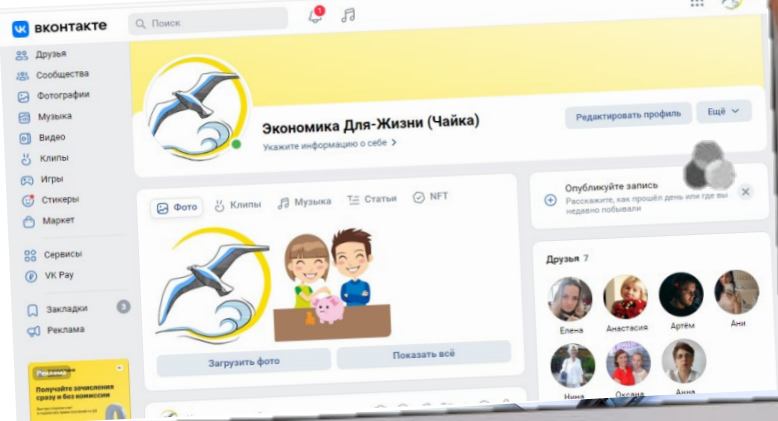 вконтакте
Поиск
1
Друзья
Сообщества
Фотографии
Музыка
Видео
Клипы
Игры
Стикеры
Маркет
Сервисы
VK Pay
Закладки 3
Реклама
Реклама
Получайте зачисления
сразу и без комиссии
Экономика Для-Жизни (Чайка)
Укажите информацию о себе
Редактировать профиль
Ещё
Фото
Клипы
Музыка
Статьи
NFT
Загрузить фото
Показать всё
Опубликуйте запись
Расскажите, как прошёл день или где вы
недавно побывали
Друзья 7
Елена
Анастасия
Артём
Ани
Нина
Оксана
Анна